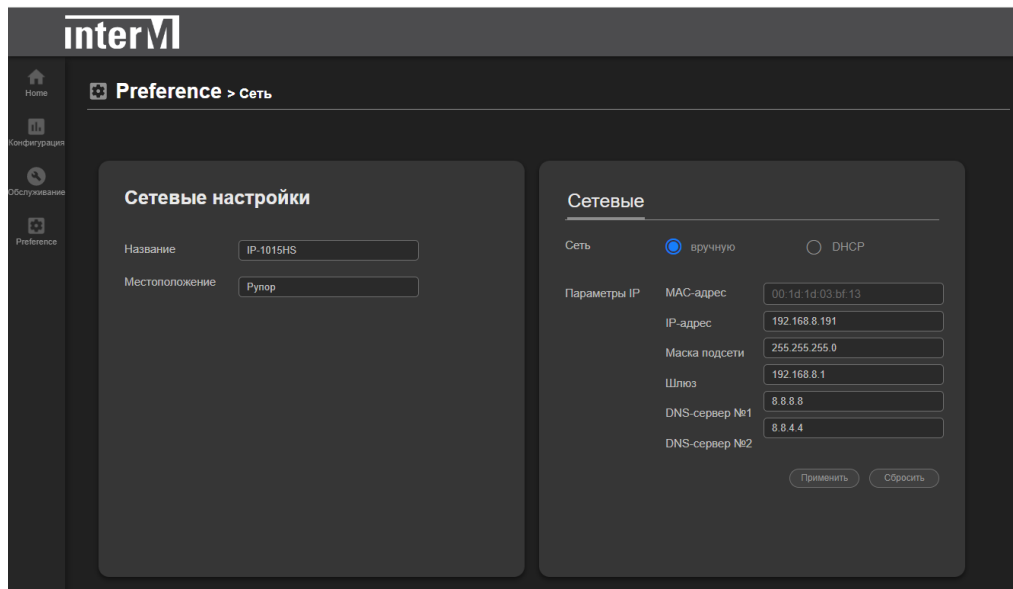 interM
Home
Конфигурация
Обслуживание
Preference
Preference > Сеть
Сетевые настройки
Название IP-1015HS
Местоположение Рупор
Сетевые
Сеть вручную DHCP
Параметры IP MAC-адрес 00:1d:1d:03:bf:13
IP-адрес 192.168.8.191
Маска подсети 255.255.255.0
Шлюз 192.168.8.1
DNS-сервер №1 8.8.8.8
DNS-сервер №2 8.8.4.4
Применить Сбросить